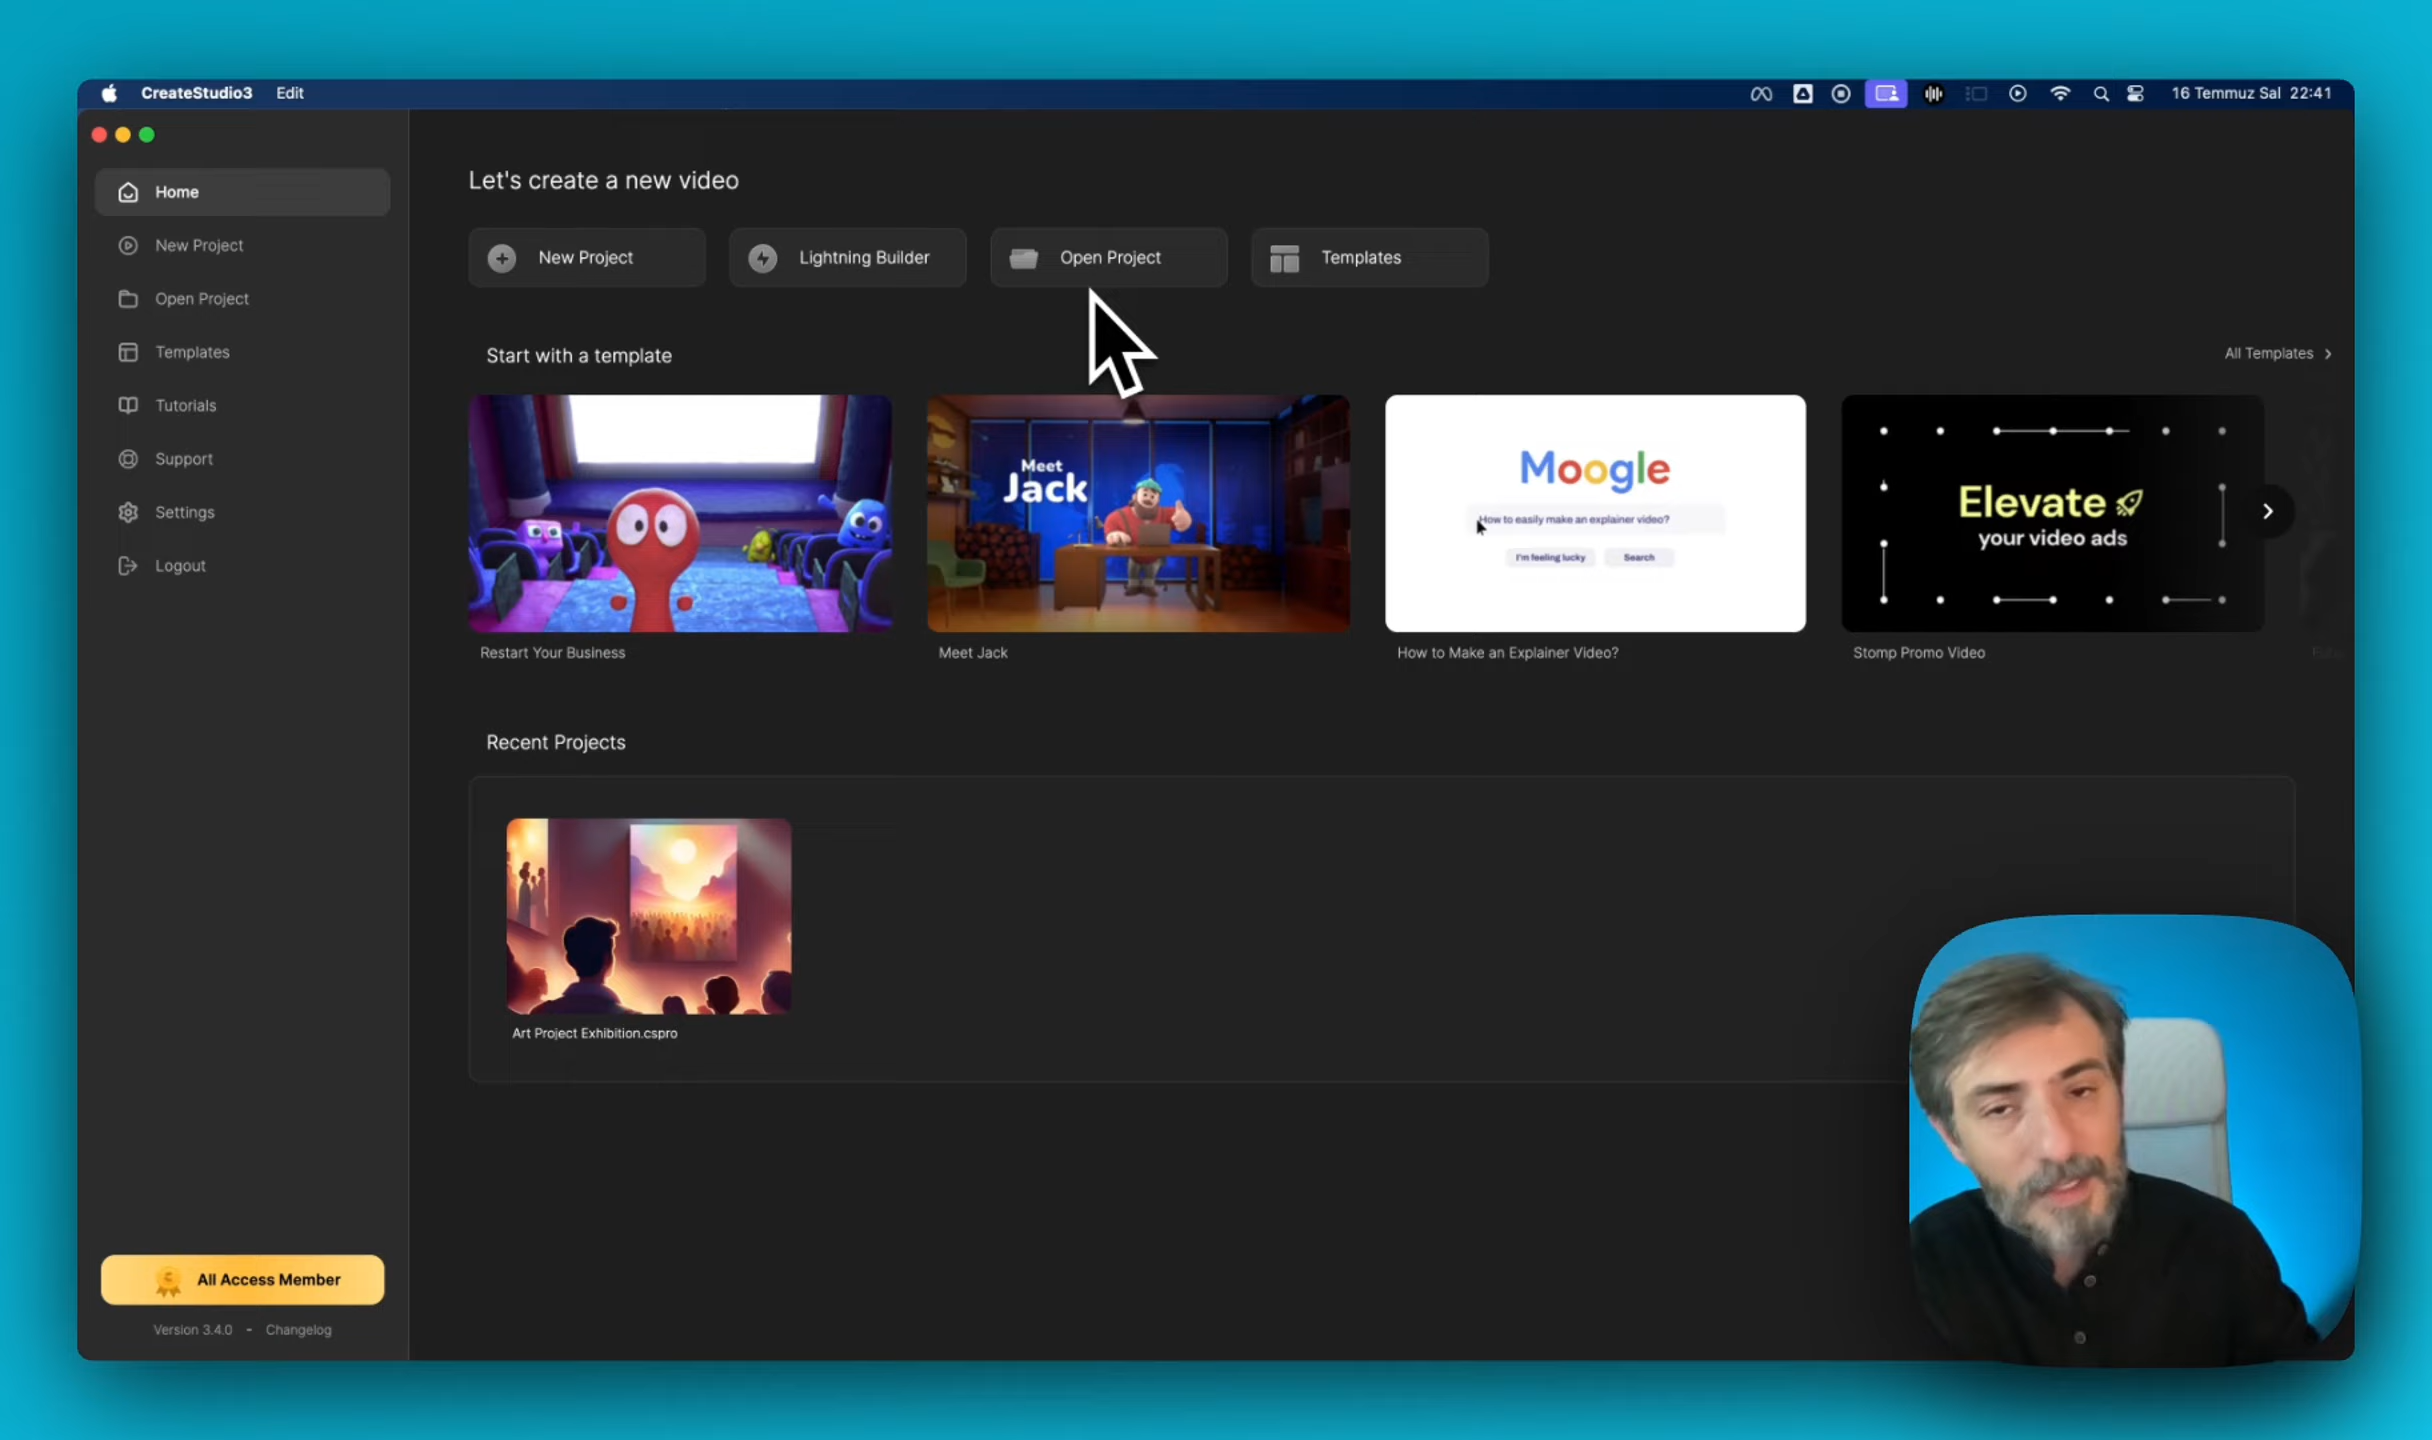 CreateStudio3 Edit
16 Temmuz Sal 22:41
Home
New Project
Open Project
Templates
Tutorials
Support
Settings
Logout
All Access Member
Version 3.4.0 - Changelog
Let's create a new video
New Project
Lightning Builder
Open Project
Templates
Start with a template
All Templates
Meet
Jack
Moogle
How to easily make an explainer video?
I'm feeling lucky
Search
Elevate
your video ads
Restart Your Business
Meet Jack
How to Make an Explainer Video?
Stomp Promo Video
Recent Projects
Art Project Exhibition.cspro